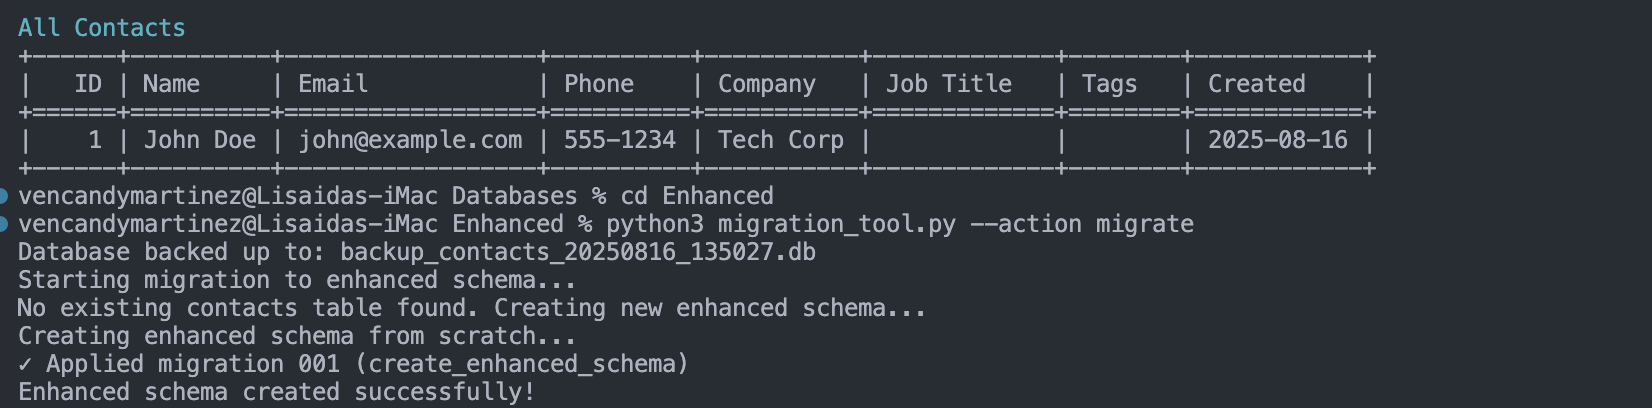 All Contacts
+------+----------+------------------+----------+-----------+-------------+--------+------------+
|   ID | Name     | Email            | Phone    | Company   | Job Title   | Tags   | Created    |
+======+==========+==================+==========+===========+=============+========+============+
|    1 | John Doe | john@example.com | 555-1234 | Tech Corp |             |        | 2025-08-16 |
+------+----------+------------------+----------+-----------+-------------+--------+------------+
vencandymartinez@Lisaidas-iMac Databases % cd Enhanced
vencandymartinez@Lisaidas-iMac Enhanced % python3 migration_tool.py --action migrate
Database backed up to: backup_contacts_20250816_135027.db
Starting migration to enhanced schema...
No existing contacts table found. Creating new enhanced schema...
Creating enhanced schema from scratch...
✓ Applied migration 001 (create_enhanced_schema)
Enhanced schema created successfully!